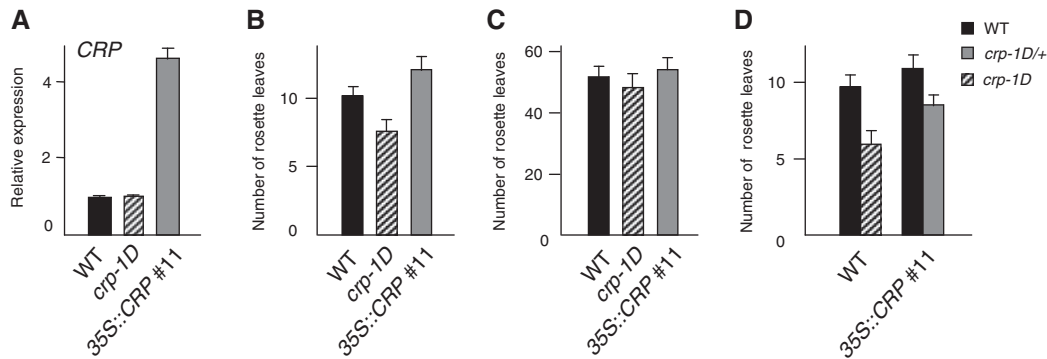 A
CRP
Relative expression
4
2
0
WT
crp-1D
35S::CRP #11
B
Number of rosette leaves
10
5
0
WT
crp-1D
35S::CRP #11
C
Number of rosette leaves
60
40
20
0
WT
crp-1D
35S::CRP #11
D
Number of rosette leaves
10
5
0
WT
35S::CRP #11
WT
crp-1D/+
crp-1D